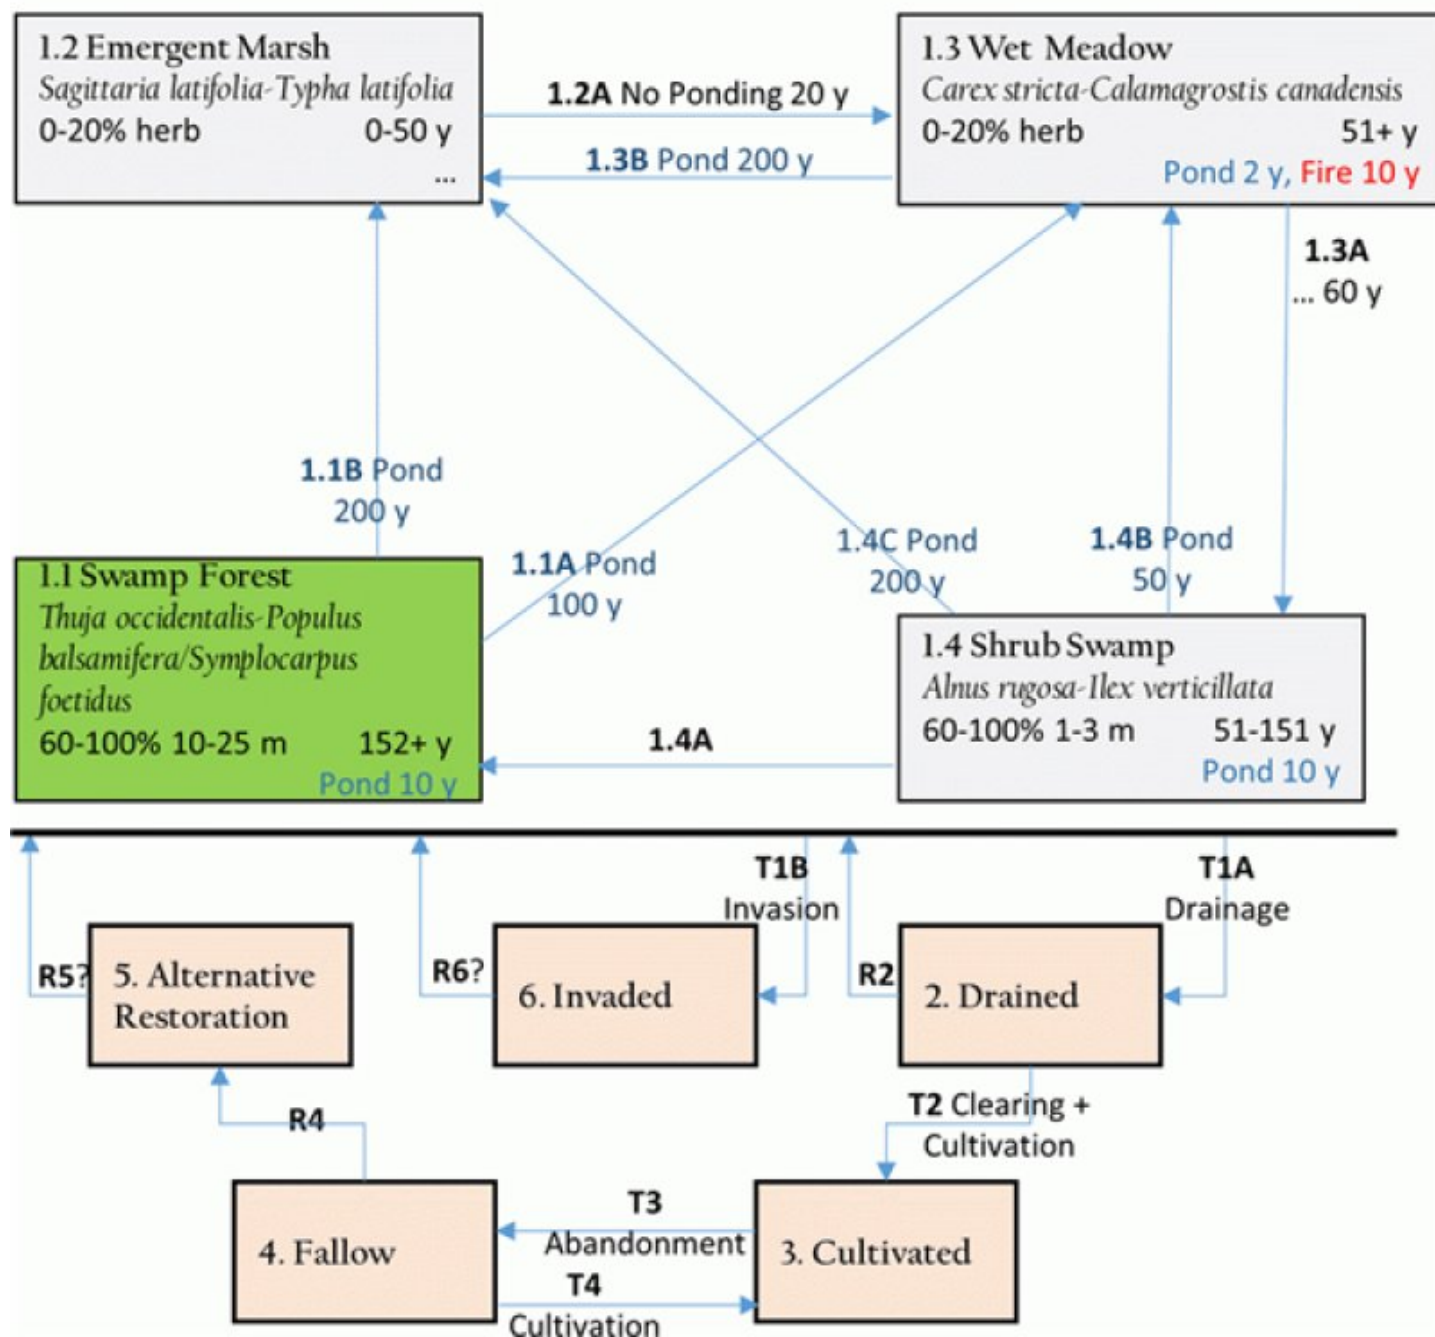 1.2 Emergent Marsh
Sagittaria latifolia-Typha latifolia
0-20% herb 0-50 y
...
1.2A No Ponding 20 y
1.3B Pond 200 y
1.3 Wet Meadow
Carex stricta-Calamagrostis canadensis
0-20% herb 51+ y
Pond 2 y, Fire 10 y
1.3A
... 60 y
1.1B Pond
200 y
1.1A Pond
100 y
1.4C Pond
200 y
1.4B Pond
50 y
1.1 Swamp Forest
Thuja occidentalis-Populus
balsamifera/Symplocarpus
foetidus
60-100% 10-25 m 152+ y
Pond 10 y
1.4A
1.4 Shrub Swamp
Alnus rugosa-Ilex verticillata
60-100% 1-3 m 51-151 y
Pond 10 y
T1B
Invasion
T1A
Drainage
R5?
5. Alternative
Restoration
R6?
6. Invaded
R2
2. Drained
R4
T2 Clearing +
Cultivation
4. Fallow
T3
Abandonment
T4
Cultivation
3. Cultivated